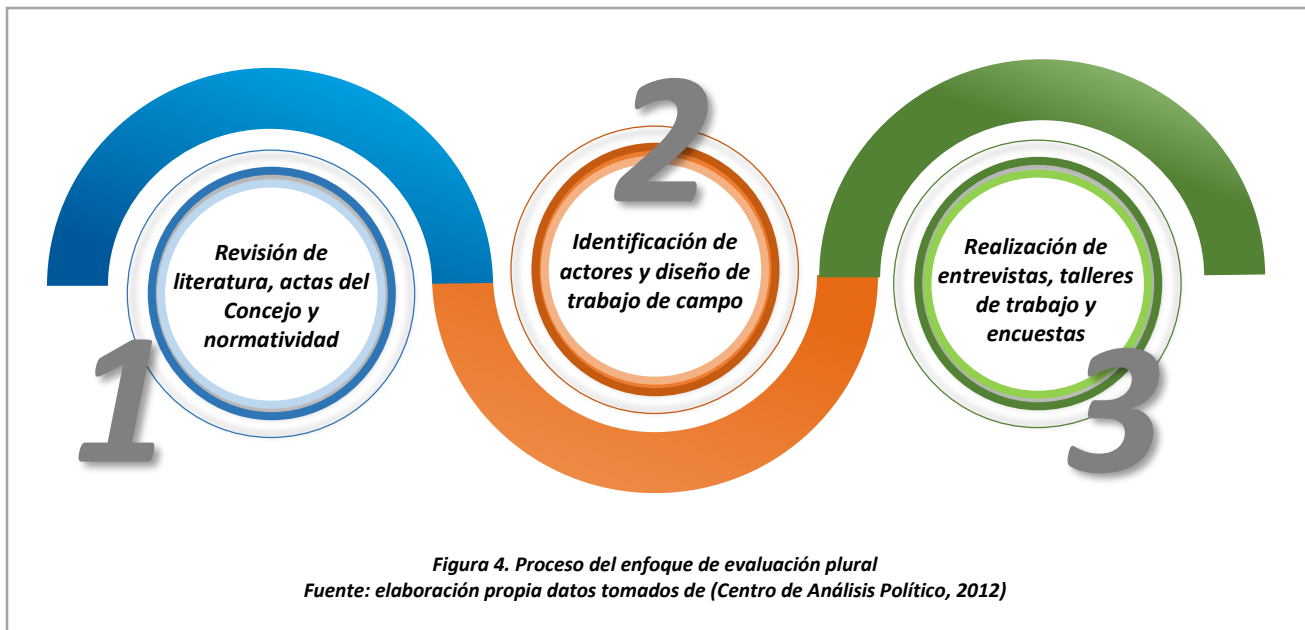 1
Revisión de
literatura, actas del
Concejo y
normatividad
2
Identificación de
actores y diseño de
trabajo de campo
3
Realización de
entrevistas, talleres
de trabajo y
encuestas
Figura 4. Proceso del enfoque de evaluación plural
Fuente: elaboración propia datos tomados de (Centro de Análisis Político, 2012)